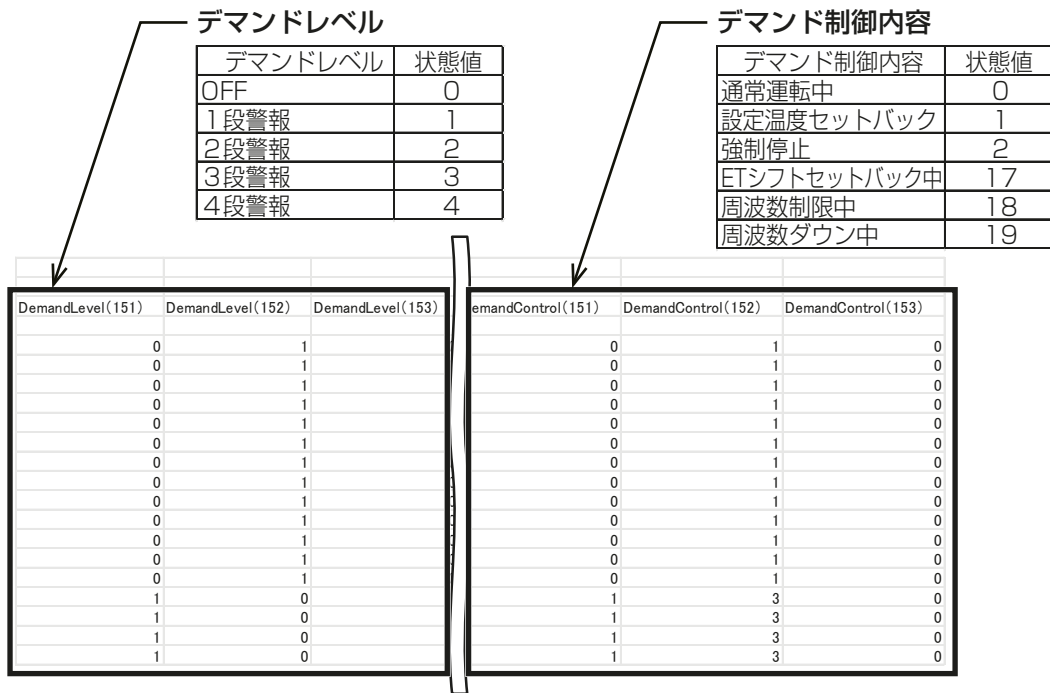 デマンドレベル
デマンドレベル 状態値
OFF 0
1段警報 1
2段警報 2
3段警報 3
4段警報 4
デマンド制御内容
デマンド制御内容 状態値
通常運転中 0
設定温度セットバック 1
強制停止 2
ETシフトセットバック中 17
周波数制限中 18
周波数ダウン中 19
DemandLevel(151) DemandLevel(152) DemandLevel(153) emandControl(151) DemandControl(152) DemandControl(153)
0 1 0 1 0
0 1 0 1 0
0 1 0 1 0
0 1 0 1 0
0 1 0 1 0
0 1 0 1 0
0 1 0 1 0
0 1 0 1 0
0 1 0 1 0
0 1 0 1 0
0 1 0 1 0
0 1 0 1 0
0 1 0 1 0
1 0 1 3 0
1 0 1 3 0
1 0 1 3 0
1 0 1 3 0